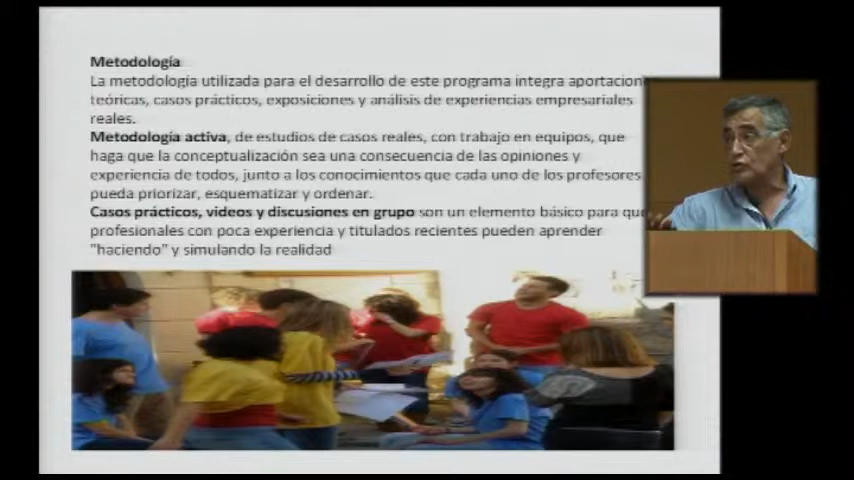 Metodología
La metodología utilizada para el desarrollo de este programa integra
teóricas, casos prácticos, exposiciones y análisis de experiencias empresariales
reales.
Metodología activa, de estudios de casos reales, con trabajo en equipos, que
haga que la conceptualización sea una consecuencia de las opiniones y
experiencia de todos, junto a los conocimientos que cada uno de los profesores
pueda priorizar, esquematizar y ordenar.
Casos prácticos, videos y discusiones en grupo son un elemento básico para que
profesionales con poca experiencia y titulados recientes pueden aprender
"haciendo" y simulando la realidad